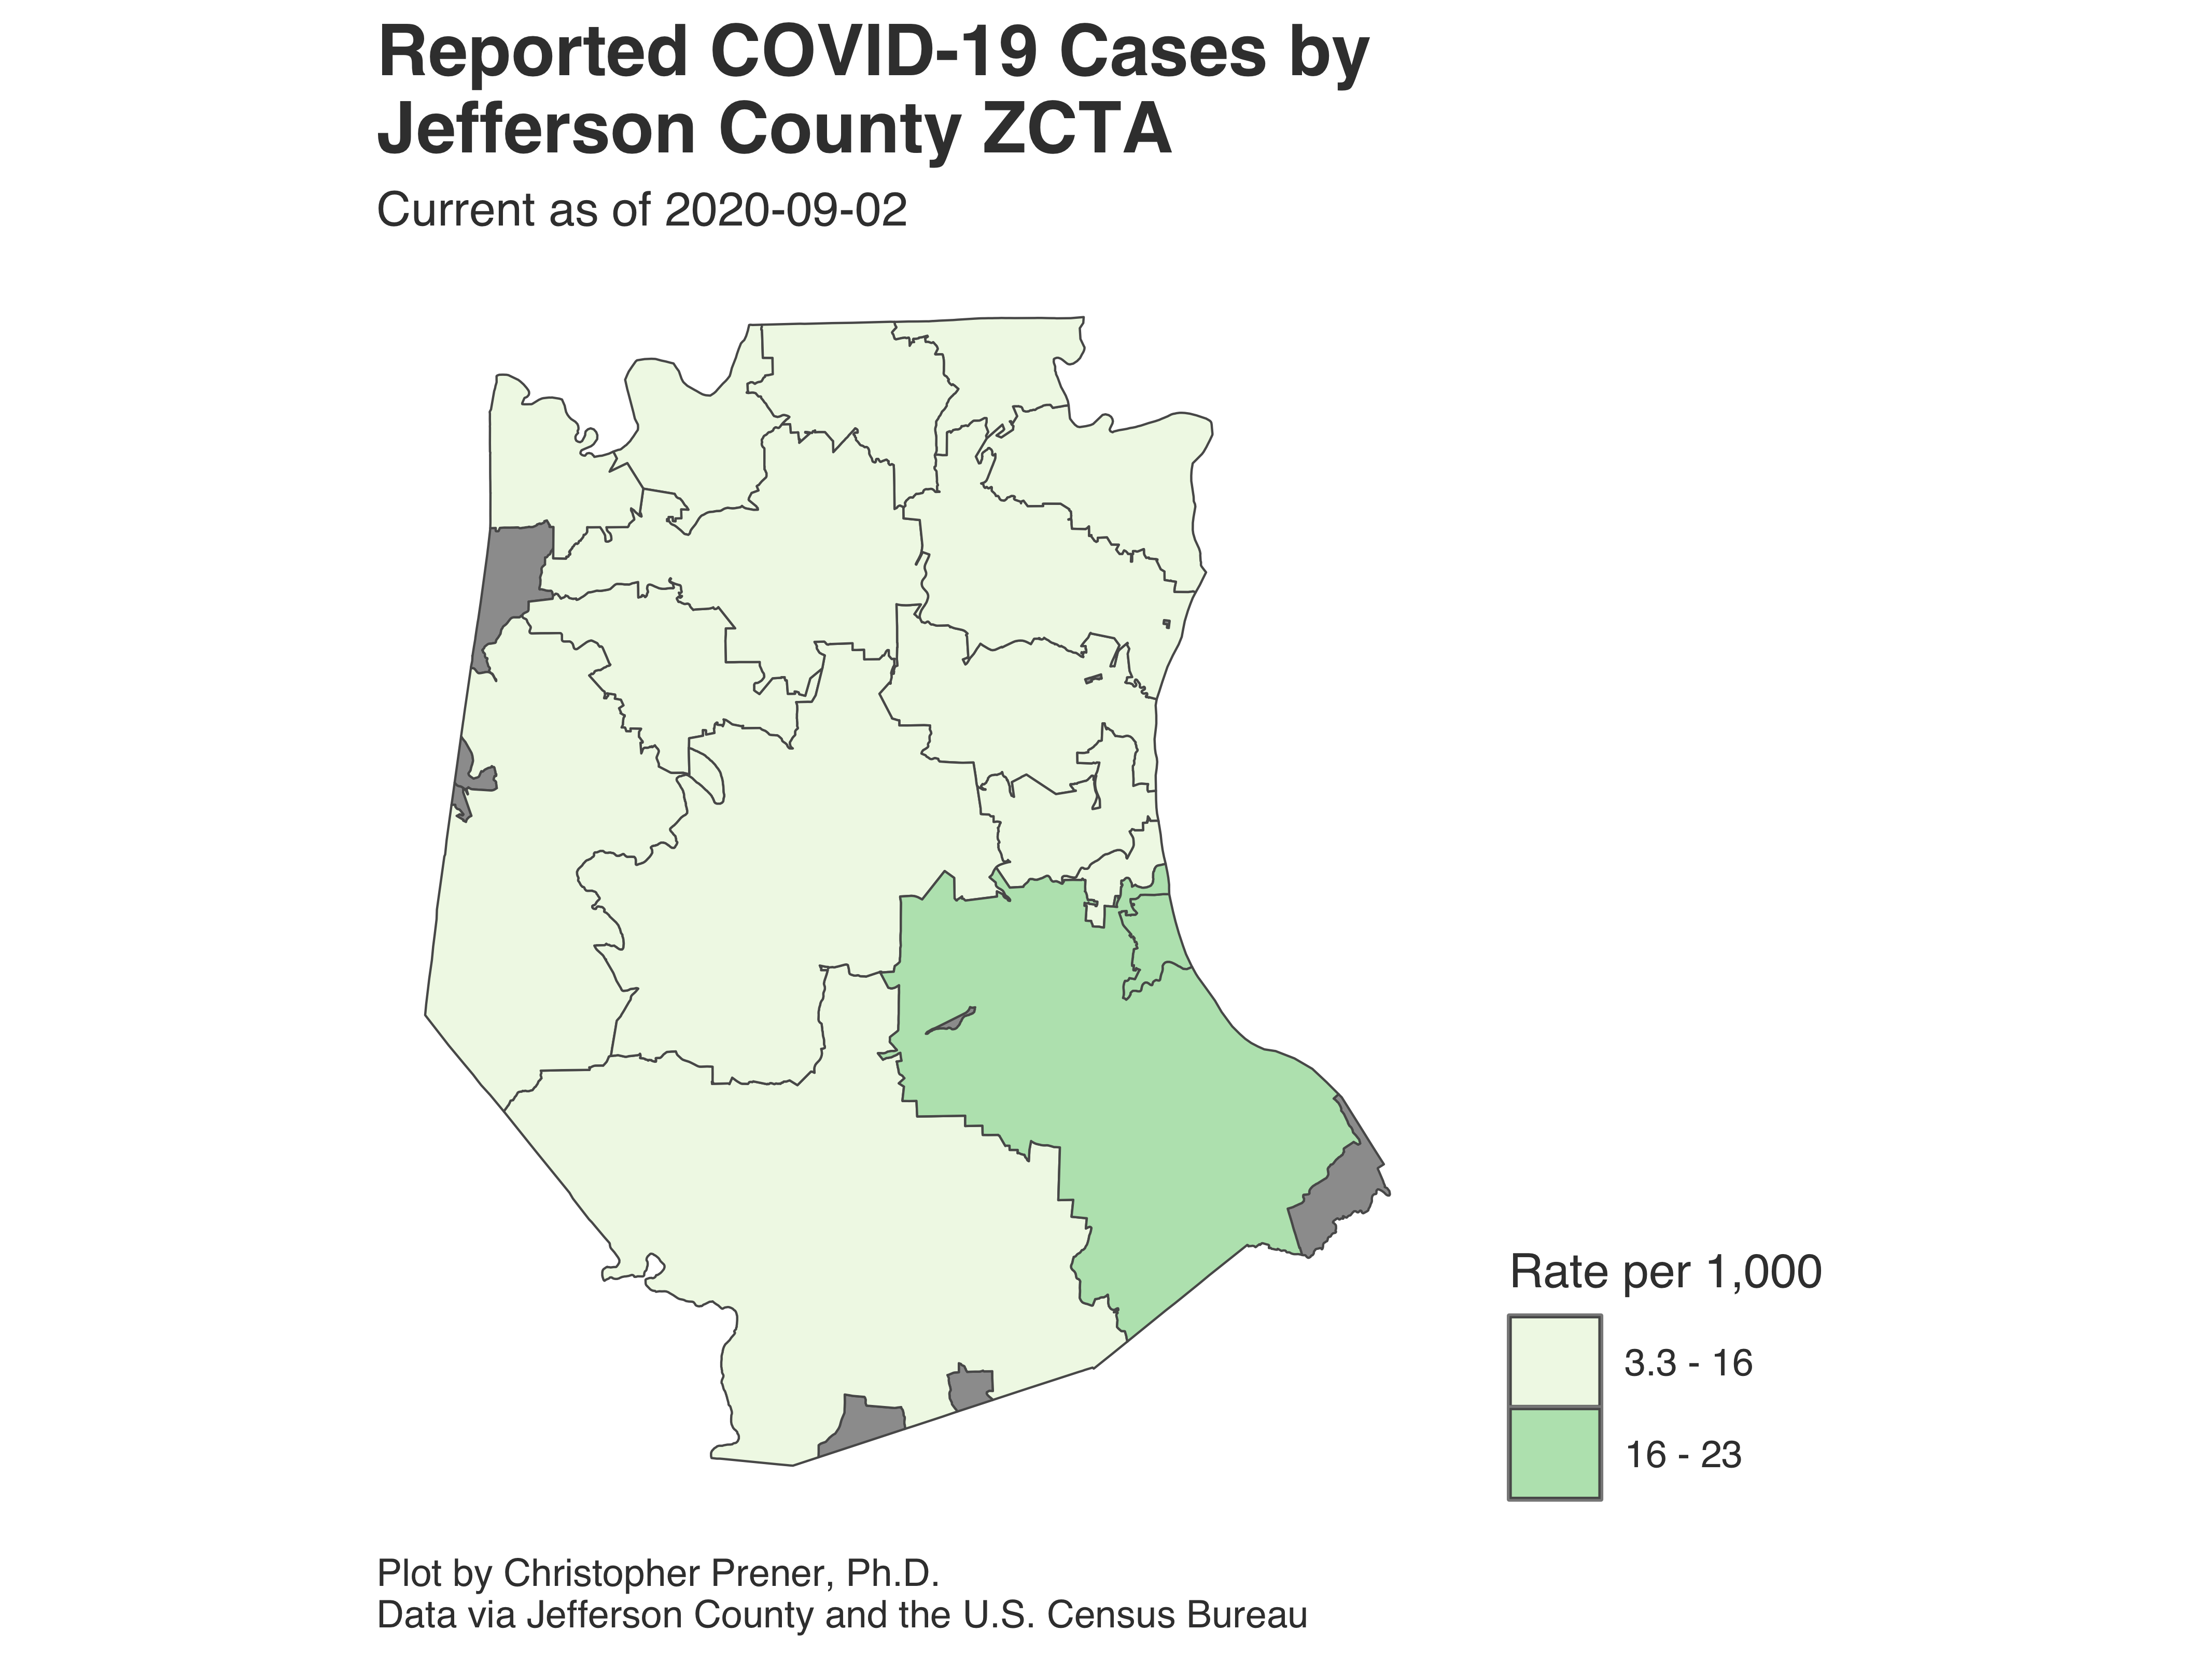 Reported COVID-19 Cases by
Jefferson County ZCTA
Current as of 2020-09-02
Rate per 1,000
3.3 - 16
16 - 23
Plot by Christopher Prener, Ph.D.
Data via Jefferson County and the U.S. Census Bureau